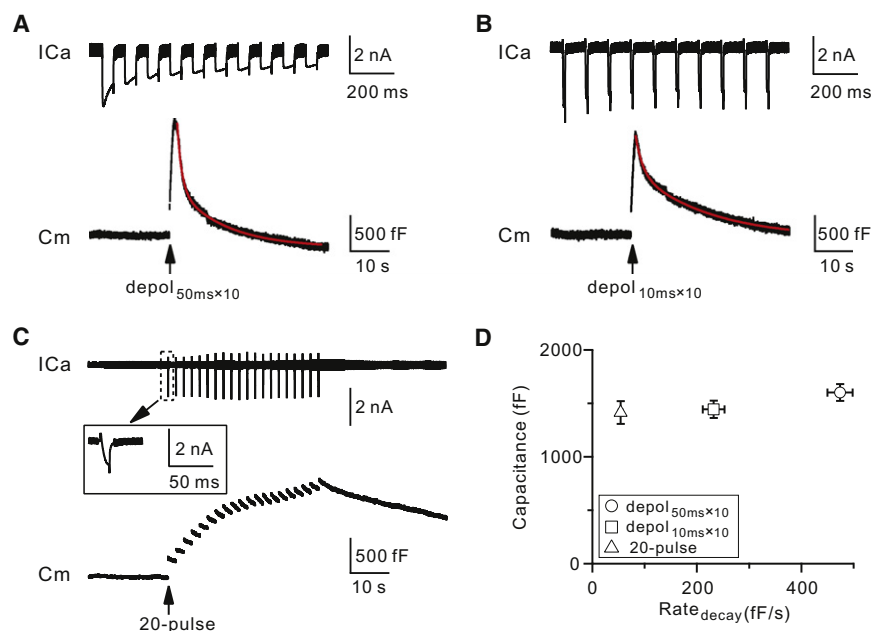 A
ICa
2 nA
200 ms
Cm
500 fF
10 s
depol50ms×10
B
ICa
2 nA
200 ms
Cm
500 fF
10 s
depol10ms×10
C
ICa
2 nA
2 nA
50 ms
Cm
500 fF
10 s
20-pulse
D
2000
1000
0
Capacitance (fF)
depol50ms×10
depol10ms×10
20-pulse
0 200 400
Ratedecay(fF/s)